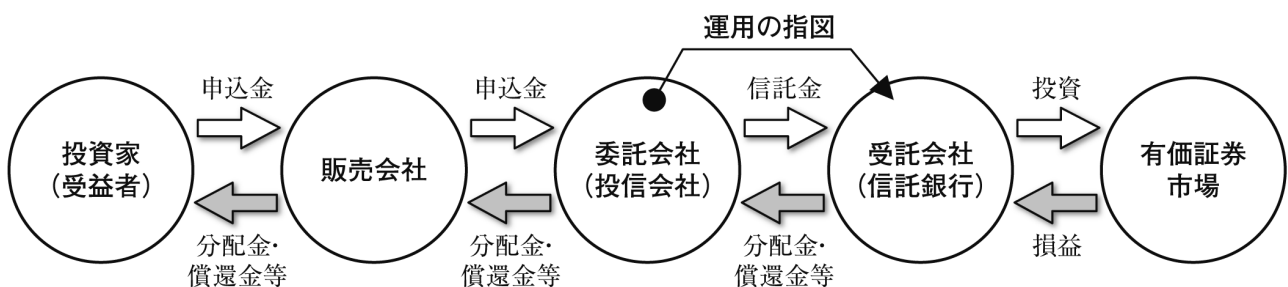 運用の指図
申込金
申込金
信託金
投資
投資家
（受益者）
販売会社
委託会社
（投信会社）
受託会社
（信託銀行）
有価証券
市場
分配金・
償還金等
分配金・
償還金等
分配金・
償還金等
損益